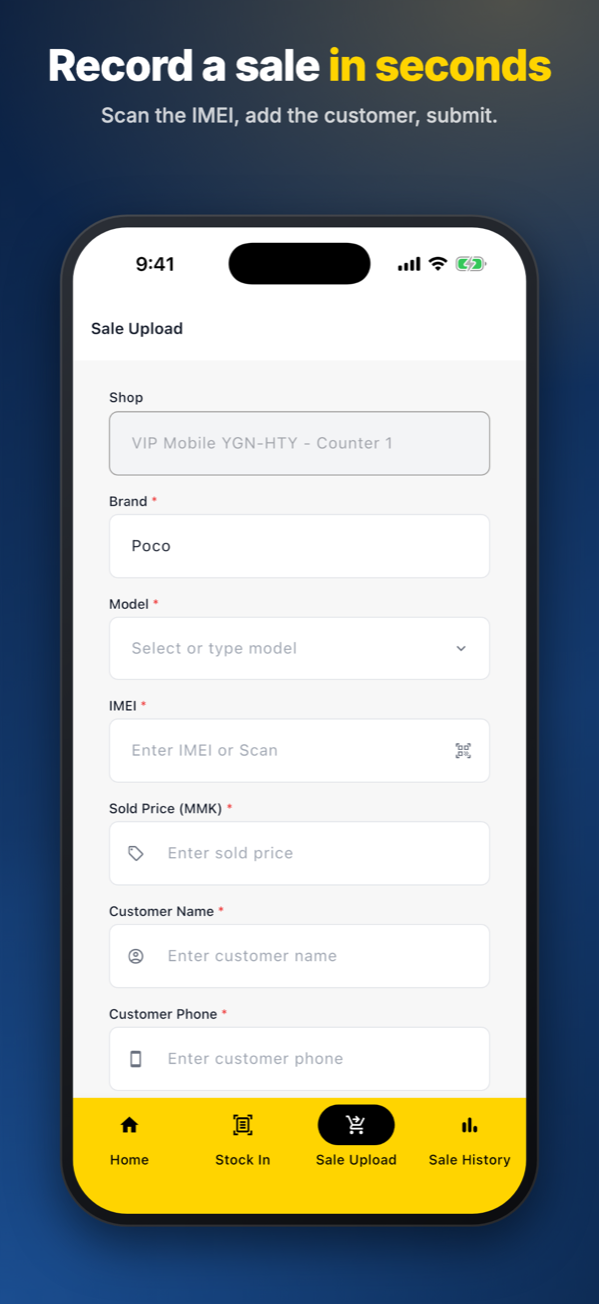 Record a sale in seconds
Scan the IMEI, add the customer, submit.
9:41
Sale Upload
Shop
VIP Mobile YGN-HTY - Counter 1
Brand *
Poco
Model *
Select or type model
IMEI *
Enter IMEI or Scan
Sold Price (MMK) *
Enter sold price
Customer Name *
Enter customer name
Customer Phone *
Enter customer phone
Home Stock In Sale Upload Sale History